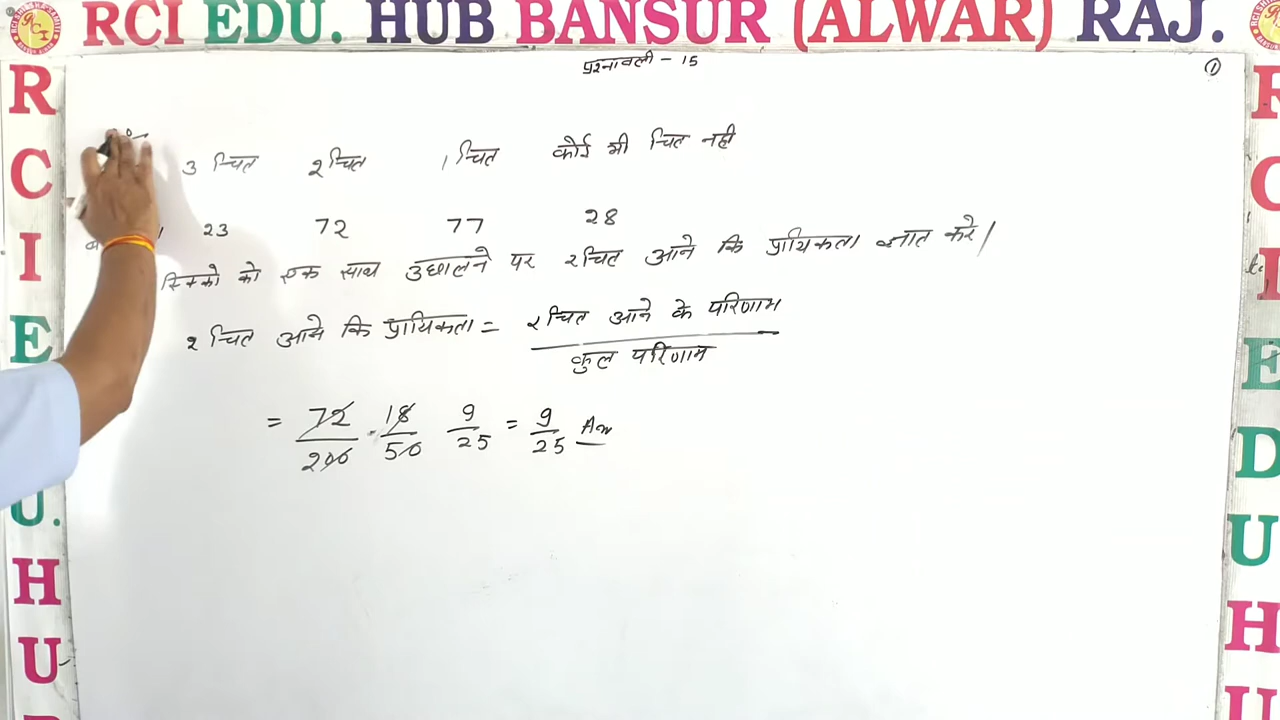 RCI EDU. HUB BANSUR (ALWAR) RAJ.
प्रश्नावली - 15
①
3 चित 2 चित 1 चित कोई भी चित नही
23 72 77 28
सिक्को को एक साथ उछालने पर 2 चित आने कि प्रायिकता ज्ञात करे।
2 चित आने कि प्रायिकता = 2 चित आने के परिणाम / कुल परिणाम
= 72/200 18/50 9/25 = 9/25 Ans
R C I E U. H U
R C I E D U H U